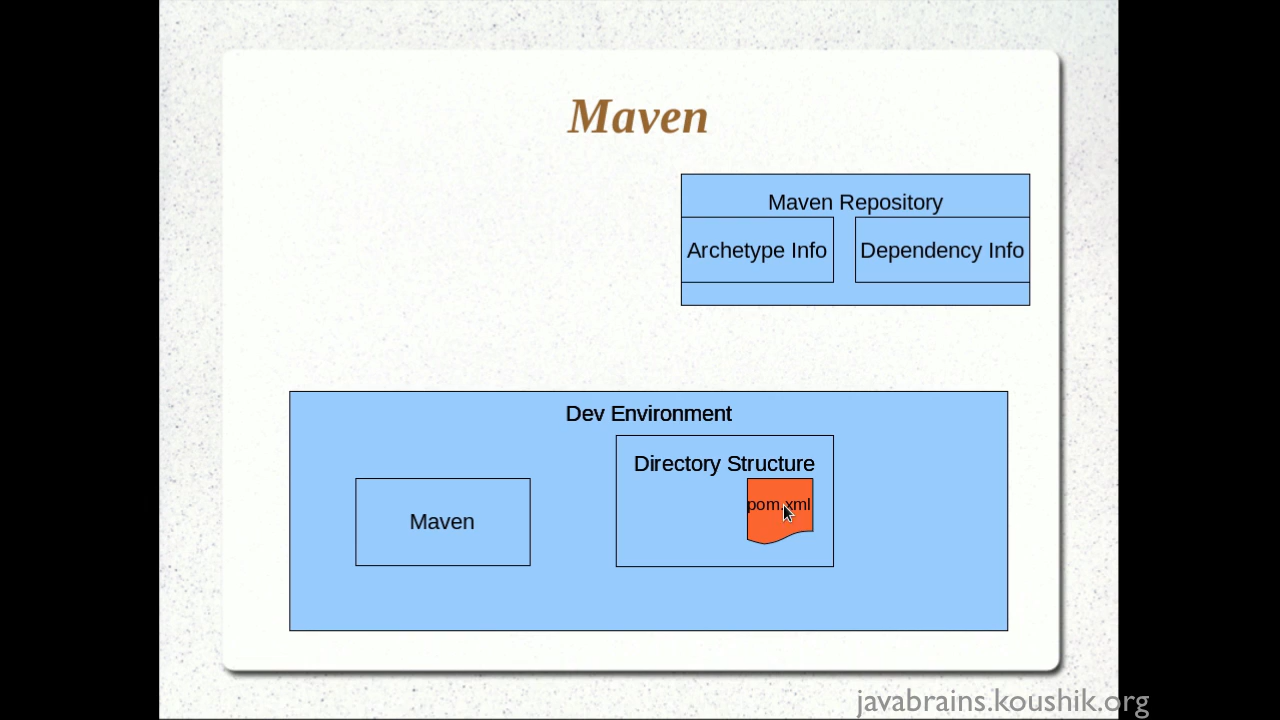 Maven
Maven Repository
Archetype Info
Dependency Info
Dev Environment
Directory Structure
pom.xml
Maven
javabrains.koushik.org